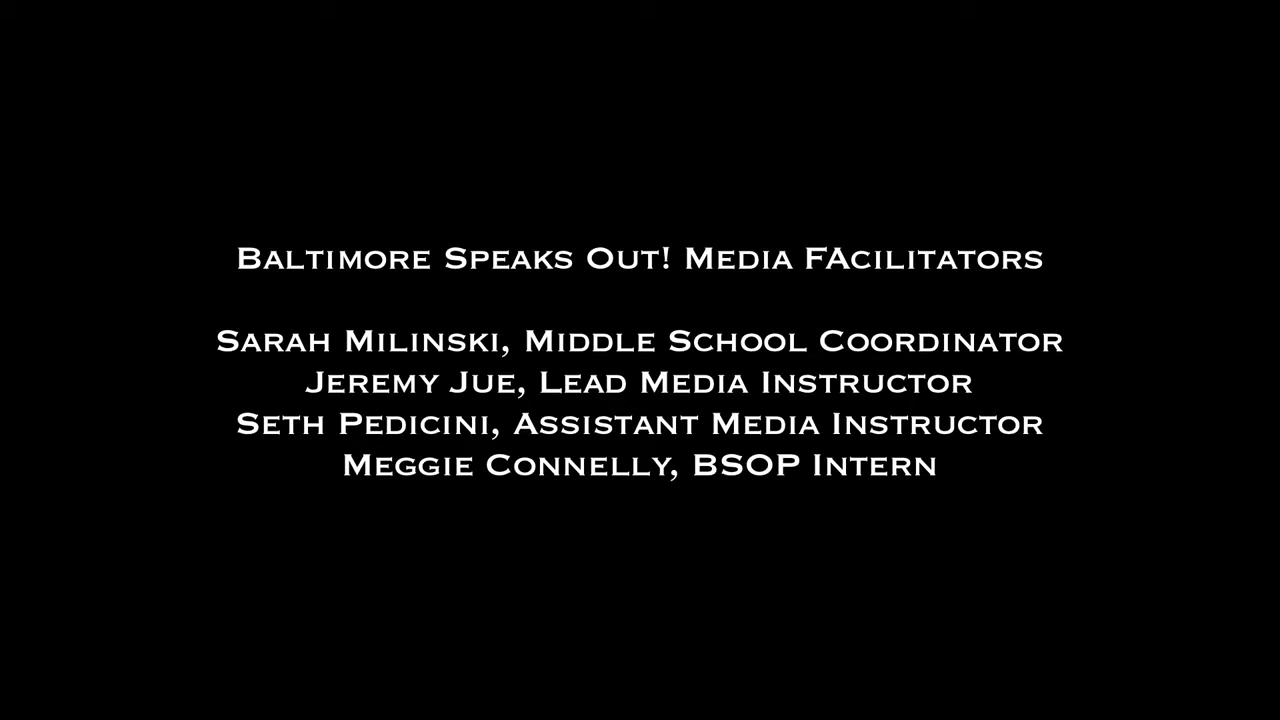 Baltimore Speaks Out! Media FAcilitators
Sarah Milinski, Middle School Coordinator
Jeremy Jue, Lead Media Instructor
Seth Pedicini, Assistant Media Instructor
Meggie Connelly, BSOP Intern